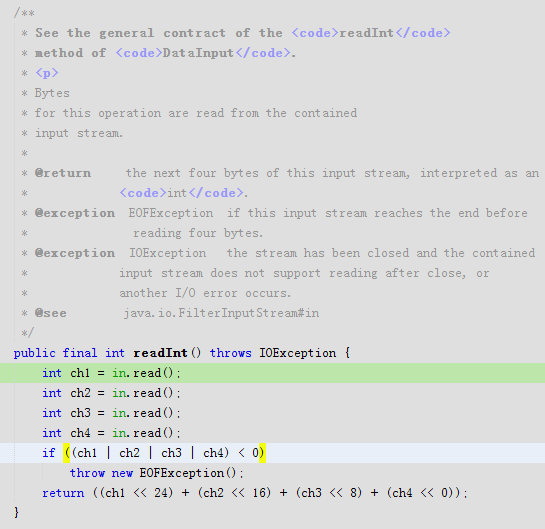 /**
 * See the general contract of the <code>readInt</code>
 * method of <code>DataInput</code>.
 * <p>
 * Bytes
 * for this operation are read from the contained
 * input stream.
 *
 * @return     the next four bytes of this input stream, interpreted as an
 *             <code>int</code>.
 * @exception  EOFException  if this input stream reaches the end before
 *               reading four bytes.
 * @exception  IOException   the stream has been closed and the contained
 *             input stream does not support reading after close, or
 *             another I/O error occurs.
 * @see        java.io.FilterInputStream#in
 */
public final int readInt() throws IOException {
    int ch1 = in.read();
    int ch2 = in.read();
    int ch3 = in.read();
    int ch4 = in.read();
    if ((ch1 | ch2 | ch3 | ch4) < 0)
        throw new EOFException();
    return ((ch1 << 24) + (ch2 << 16) + (ch3 << 8) + (ch4 << 0));
}